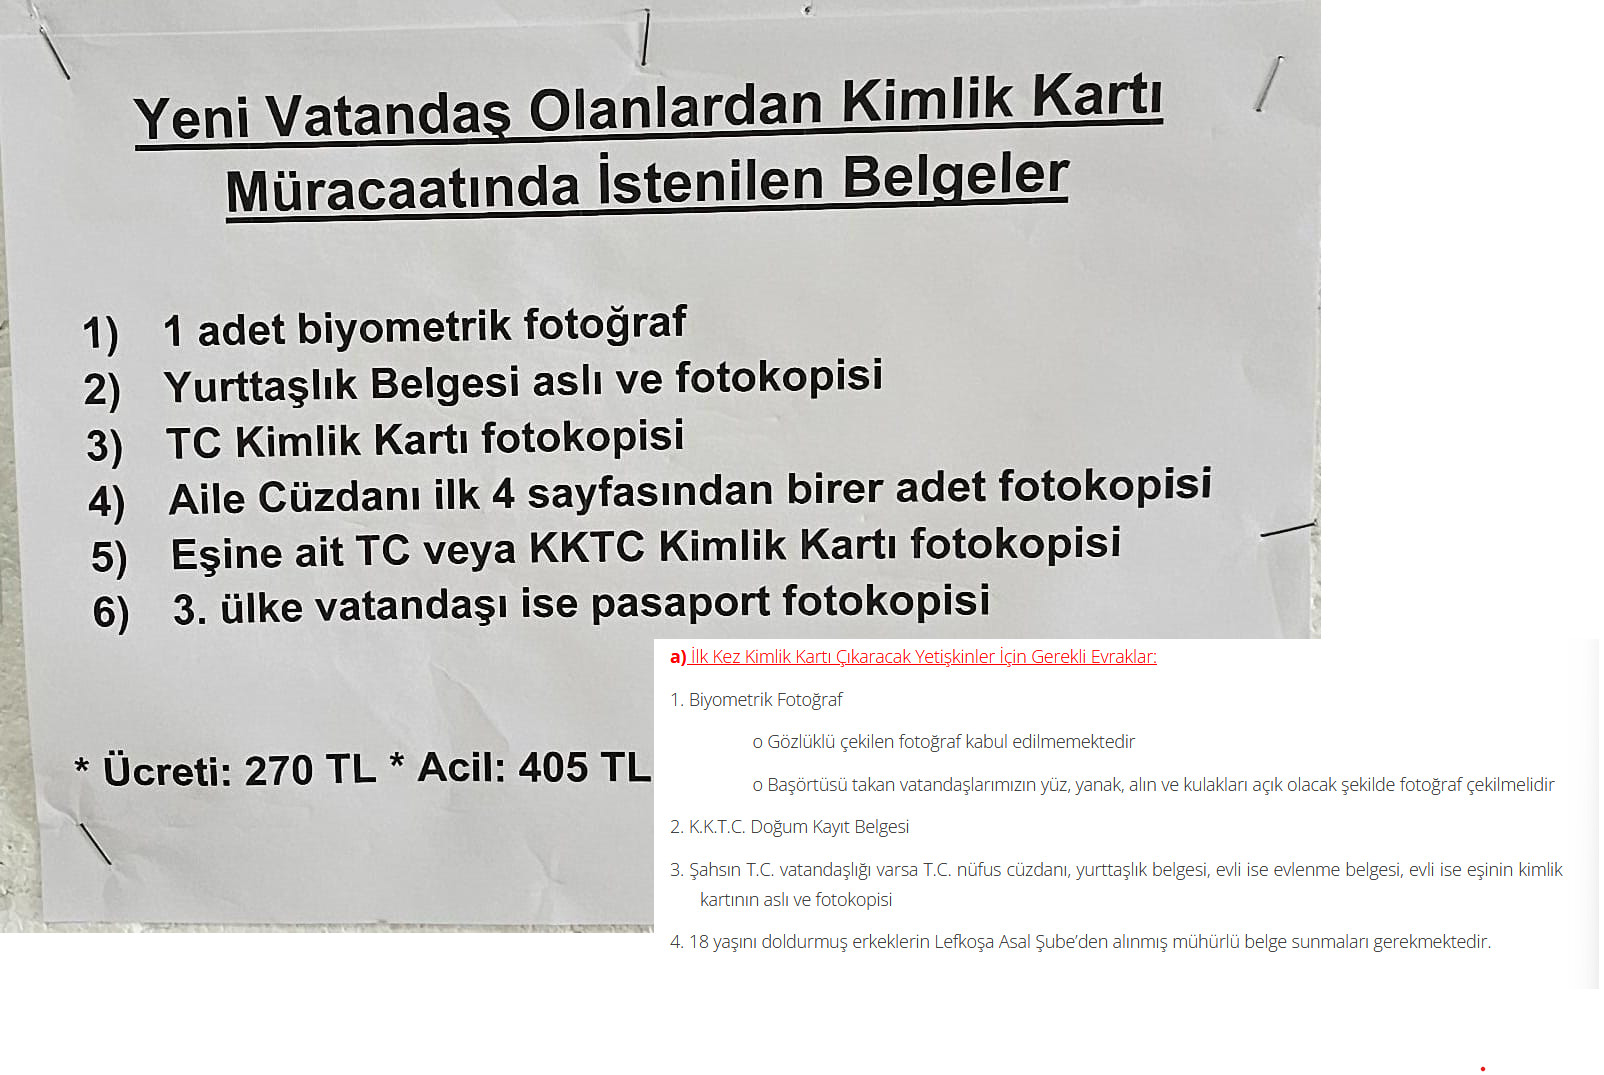 Yeni Vatandaş Olanlardan Kimlik Kartı
Müracaatında İstenilen Belgeler
1) 1 adet biyometrik fotoğraf
2) Yurttaşlık Belgesi aslı ve fotokopisi
3) TC Kimlik Kartı fotokopisi
4) Aile Cüzdanı ilk 4 sayfasından birer adet fotokopisi
5) Eşine ait TC veya KKTC Kimlik Kartı fotokopisi
6) 3. ülke vatandaşı ise pasaport fotokopisi
* Ücreti: 270 TL * Acil: 405 TL
a) İlk Kez Kimlik Kartı Çıkaracak Yetişkinler İçin Gerekli Evraklar:
1. Biyometrik Fotoğraf
o Gözlüklü çekilen fotoğraf kabul edilmemektedir
o Başörtüsü takan vatandaşlarımızın yüz, yanak, alın ve kulakları açık olacak şekilde fotoğraf çekilmelidir
2. K.K.T.C. Doğum Kayıt Belgesi
3. Şahsın T.C. vatandaşlığı varsa T.C. nüfus cüzdanı, yurttaşlık belgesi, evli ise evlenme belgesi, evli ise eşinin kimlik
kartının aslı ve fotokopisi
4. 18 yaşını doldurmuş erkeklerin Lefkoşa Asal Şube’den alınmış mühürlü belge sunmaları gerekmektedir.